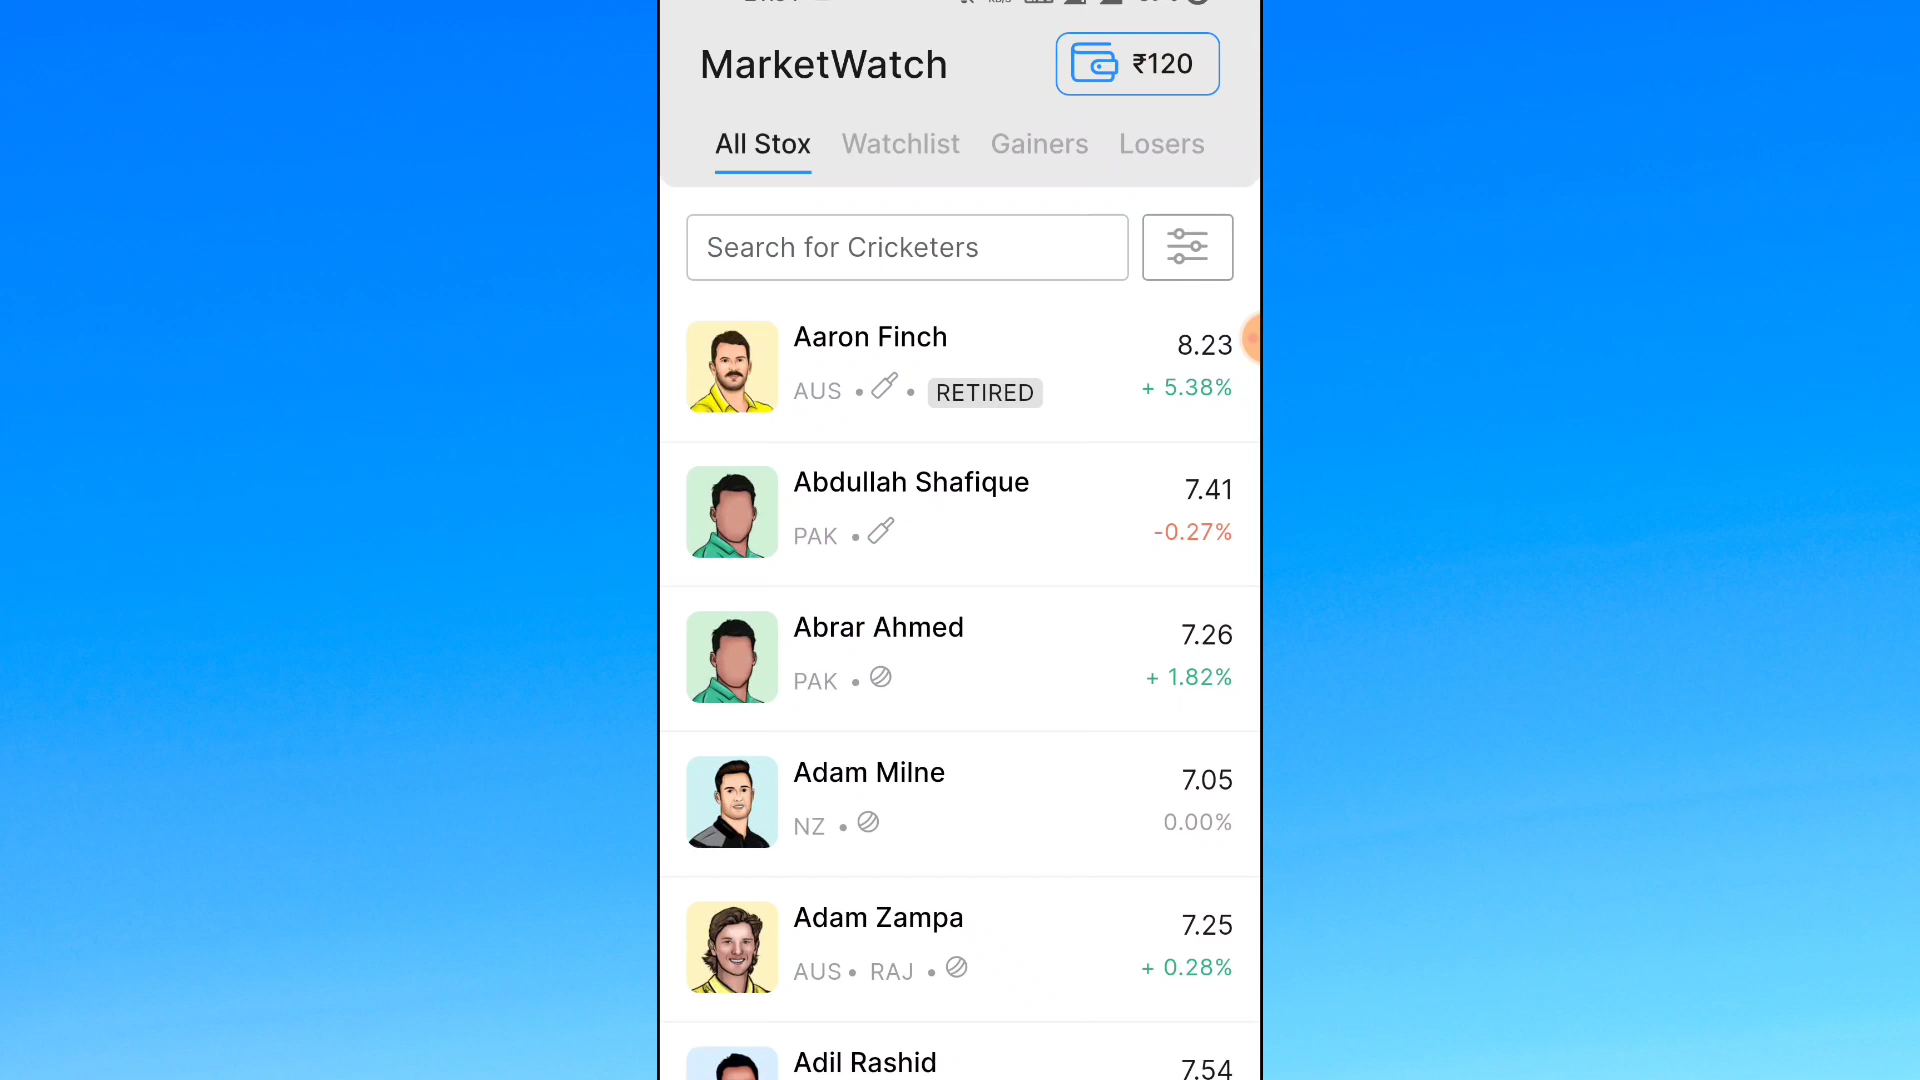 MarketWatch
₹120
All Stox Watchlist Gainers Losers
Search for Cricketers
Aaron Finch
8.23
AUS • • RETIRED
+ 5.38%
Abdullah Shafique
7.41
PAK •
-0.27%
Abrar Ahmed
7.26
PAK •
+ 1.82%
Adam Milne
7.05
NZ •
0.00%
Adam Zampa
7.25
AUS • RAJ •
+ 0.28%
Adil Rashid
7.54